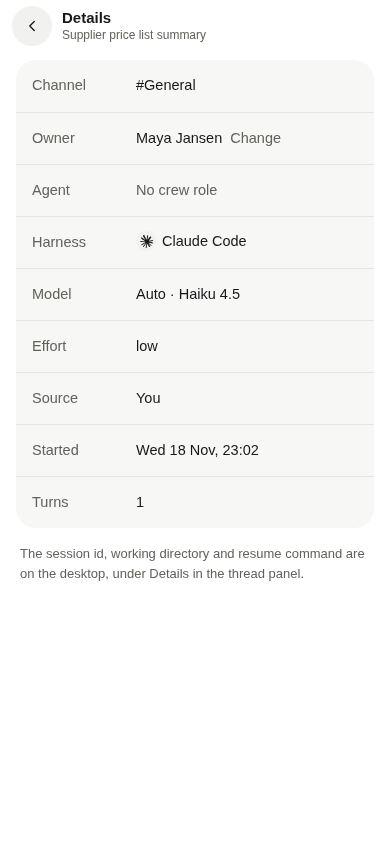 Details
Supplier price list summary
Channel #General
Owner Maya Jansen Change
Agent No crew role
Harness Claude Code
Model Auto · Haiku 4.5
Effort low
Source You
Started Wed 18 Nov, 23:02
Turns 1
The session id, working directory and resume command are
on the desktop, under Details in the thread panel.